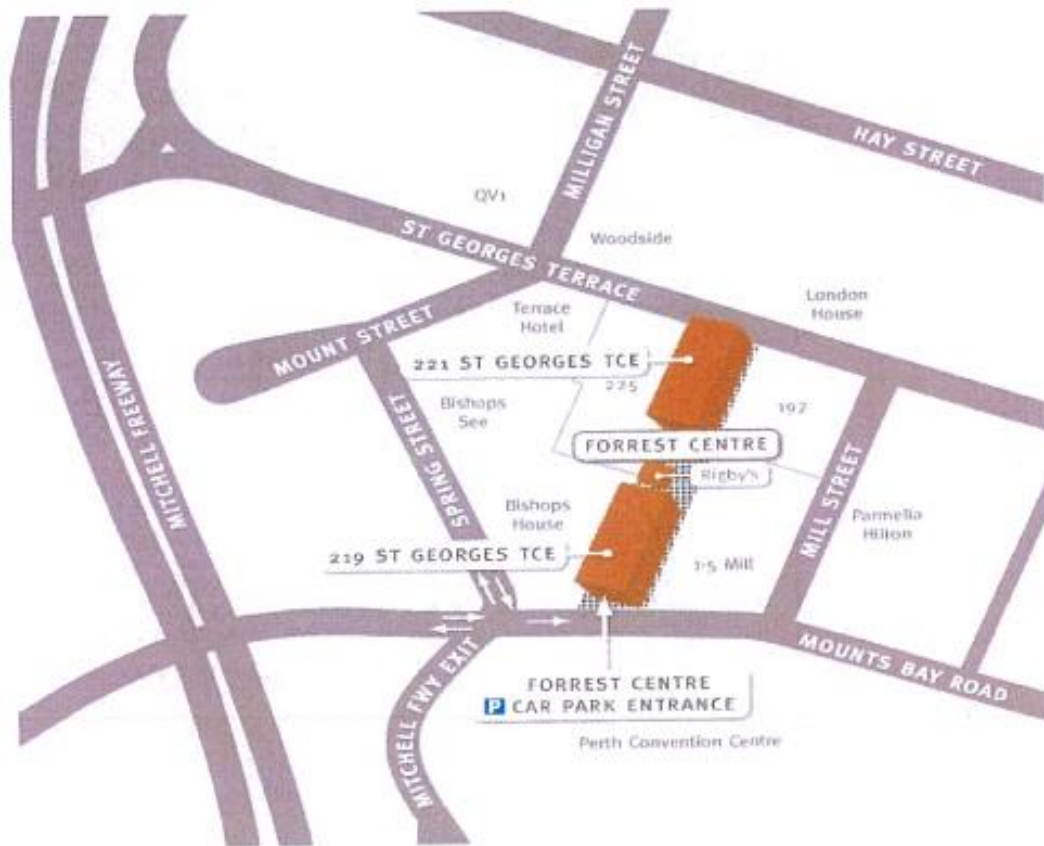 HAY STREET
MILLIGAN STREET
QV1
Woodside
ST GEORGES TERRACE
London
House
Terrace
Hotel
MOUNT STREET
221 ST GEORGES TCE
225
197
Bishops
See
FORREST CENTRE
Rigby's
MITCHELL FREEWAY
SPRING STREET
MILL STREET
Bishops
House
Parmelia
Hilton
219 ST GEORGES TCE
1-5 Mill
MOUNTS BAY ROAD
MITCHELL FWY EXIT
FORREST CENTRE
P CAR PARK ENTRANCE
Perth Convention Centre